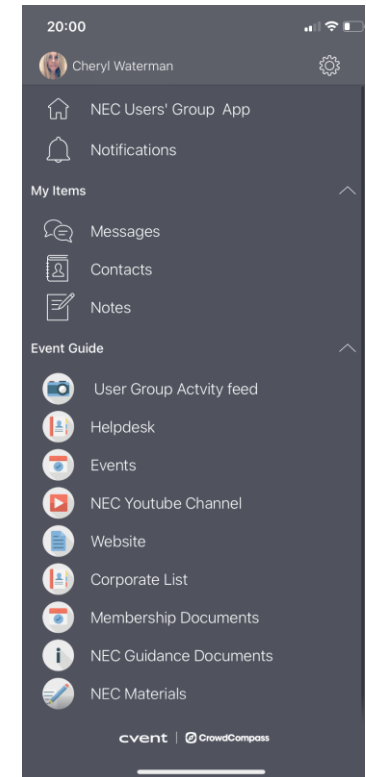 20:00
Cheryl Waterman
NEC Users' Group App
Notifications
My Items
Messages
Contacts
Notes
Event Guide
User Group Actvity feed
Helpdesk
Events
NEC Youtube Channel
Website
Corporate List
Membership Documents
NEC Guidance Documents
NEC Materials
cvent | CrowdCompass